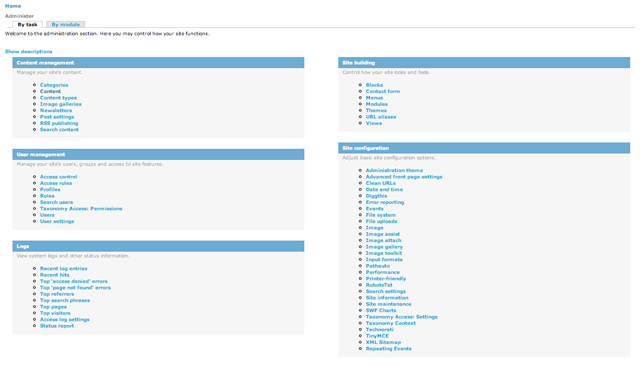 Home
Administer
By task
By module
Welcome to the administration section. Here you may control how your site functions.
Show descriptions
Content management
Manage your site's content.
Categories
Content
Content types
Image galleries
Newsletters
Post settings
RSS publishing
Search content
User management
Manage your site's users, groups and access to site features.
Access control
Access rules
Profiles
Roles
Search users
Taxonomy Access: Permissions
Users
User settings
Logs
View system logs and other status information.
Recent log entries
Recent hits
Top 'access denied' errors
Top 'page not found' errors
Top referrers
Top search phrases
Top pages
Top visitors
Access log settings
Status report
Site building
Control how your site looks and feels.
Blocks
Contact form
Menus
Modules
Themes
URL aliases
Views
Site configuration
Adjust basic site configuration options.
Administration theme
Advanced front page settings
Clean URLs
Date and time
Diggthis
Error reporting
Events
File system
File uploads
Image
Image assist
Image attach
Image gallery
Image toolkit
Input formats
Pathauto
Performance
Printer-friendly
RobotsTxt
Search settings
Site information
Site maintenance
SWF Charts
Taxonomy Access: Settings
Taxonomy Context
Technorati
TinyMCE
XML Sitemap
Repeating Events